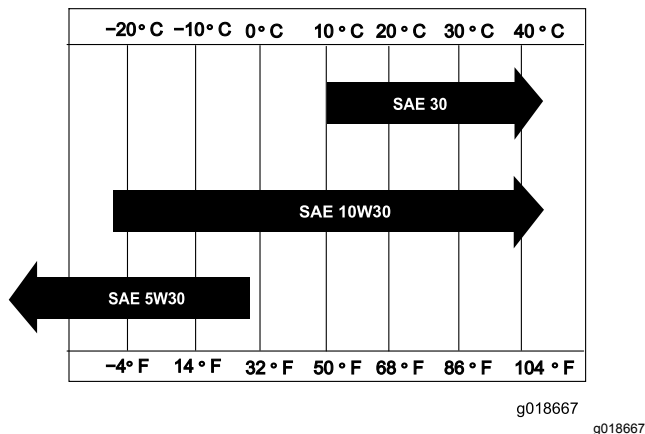 −20° C −10° C 0° C 10° C 20° C 30° C 40° C
SAE 30
SAE 10W30
SAE 5W30
−4° F 14° F 32° F 50° F 68° F 86° F 104 °F
g018667
g018667